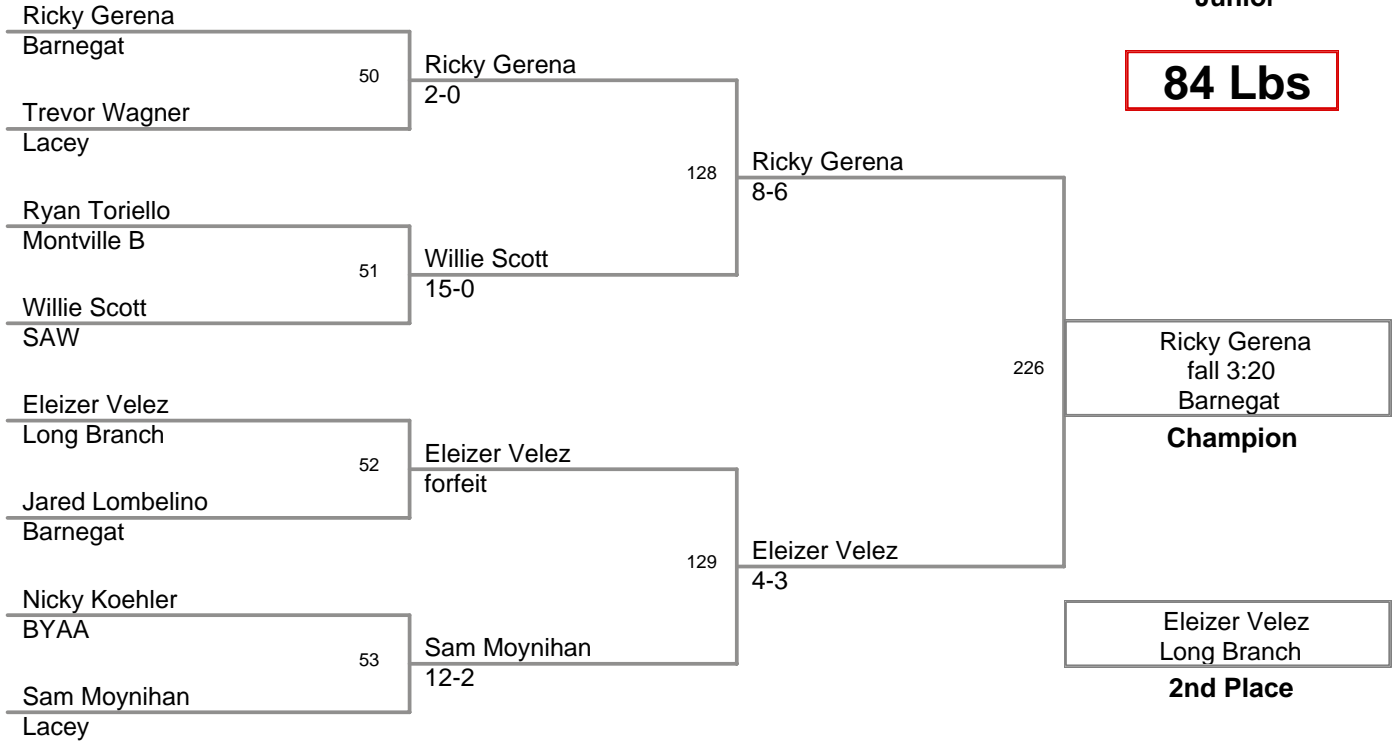 Junior
84 Lbs
Ricky Gerena
Barnegat
50
Trevor Wagner
Lacey
Ricky Gerena
2-0
Ryan Toriello
Montville B
51
Willie Scott
SAW
Willie Scott
15-0
128
Ricky Gerena
8-6
Eleizer Velez
Long Branch
52
Jared Lombelino
Barnegat
Eleizer Velez
forfeit
Nicky Koehler
BYAA
53
Sam Moynihan
Lacey
Sam Moynihan
12-2
129
Eleizer Velez
4-3
226
Ricky Gerena
fall 3:20
Barnegat
Champion
Eleizer Velez
Long Branch
2nd Place